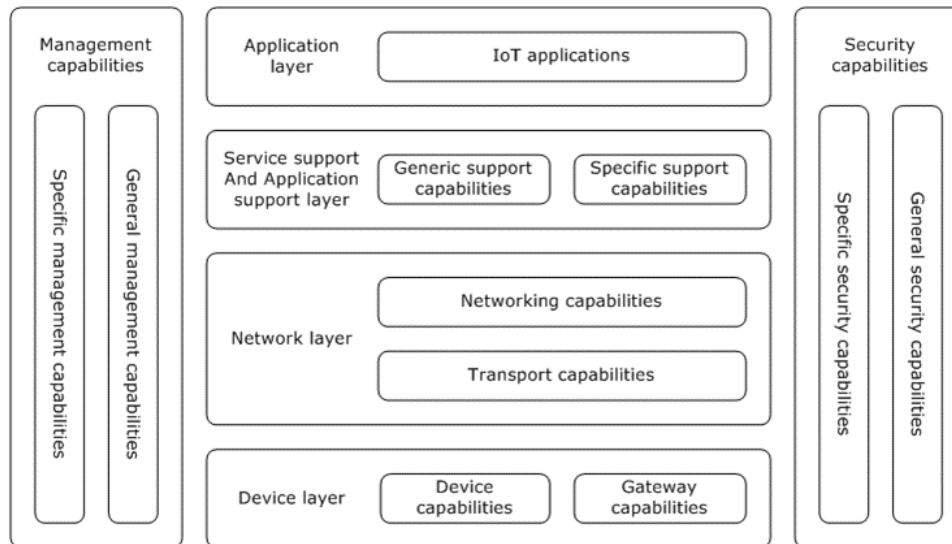 Management
capabilities
Specific management capabilities
General management capabilities
Application
layer
IoT applications
Service support
And Application
support layer
Generic support
capabilities
Specific support
capabilities
Network layer
Networking capabilities
Transport capabilities
Device layer
Device
capabilities
Gateway
capabilities
Security
capabilities
Specific security capabilities
General security capabilities